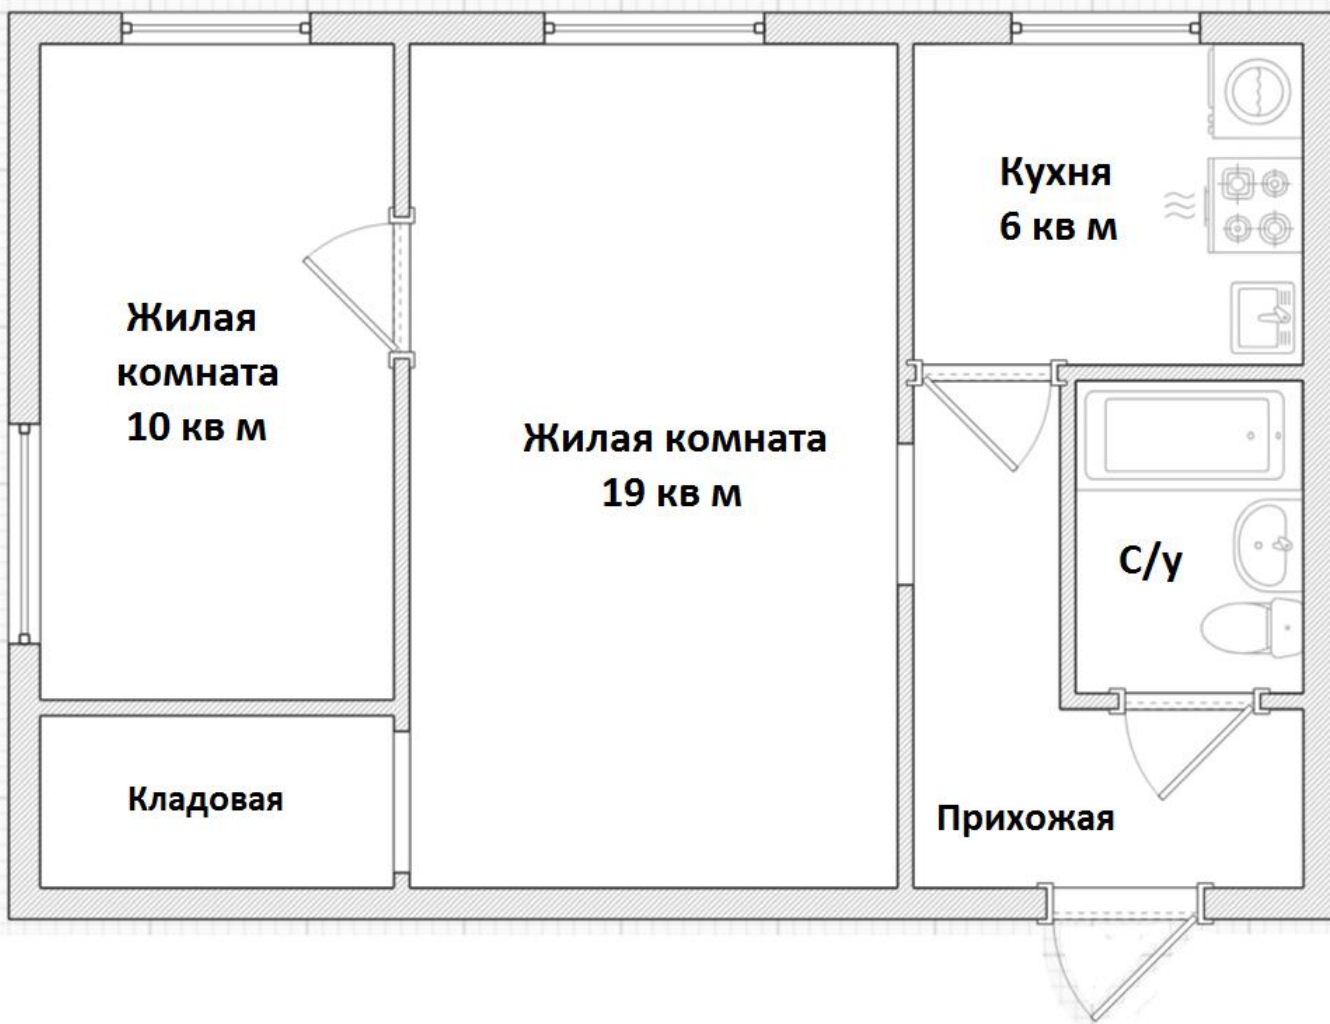 Кухня
6 кв м
Жилая
комната
10 кв м
Жилая комната
19 кв м
С/у
Кладовая
Прихожая